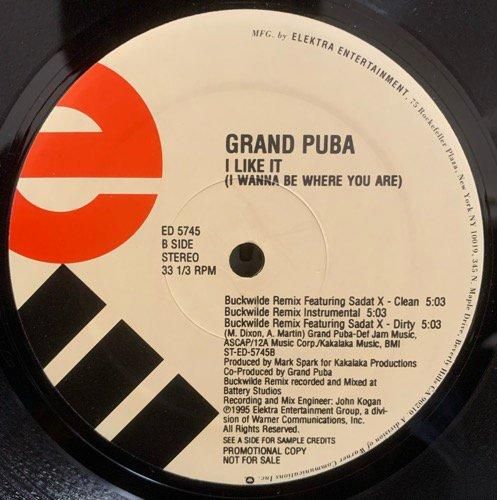 MFG. by ELEKTRA ENTERTAINMENT, 75 Rockefeller Plaza, New York NY 10019, 345 N. Maple Drive, Beverly Hills CA 90210, A division of Warner Communications Inc.
e
GRAND PUBA
I LIKE IT
(I WANNA BE WHERE YOU ARE)
ED 5745
B SIDE
STEREO
33 1/3 RPM
Buckwilde Remix Featuring Sadat X - Clean 5:03
Buckwilde Remix Instrumental 5:03
Buckwilde Remix Featuring Sadat X - Dirty 5:03
(M. Dixon, A. Martin) Grand Puba-Def Jam Music,
ASCAP/12A Music Corp./Kakalaka Music, BMI
ST-ED-5745B
Produced by Mark Spark for Kakalaka Productions
Co-Produced by Grand Puba
Buckwilde Remix recorded and Mixed at
Battery Studios
Recording and Mix Engineer: John Kogan
℗1995 Elektra Entertainment Group, a divi-
sion of Warner Communications, Inc.
All Rights Reserved.
SEE A SIDE FOR SAMPLE CREDITS
PROMOTIONAL COPY
NOT FOR SALE